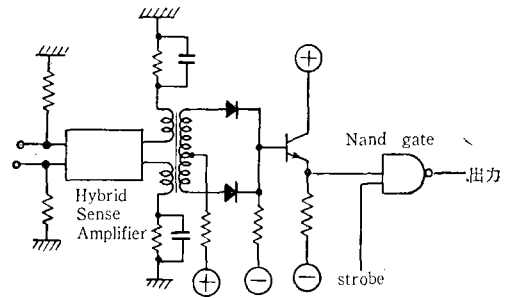 +
Nand gate
出力
Hybrid
Sense
Amplifier
+
−
−
strobe